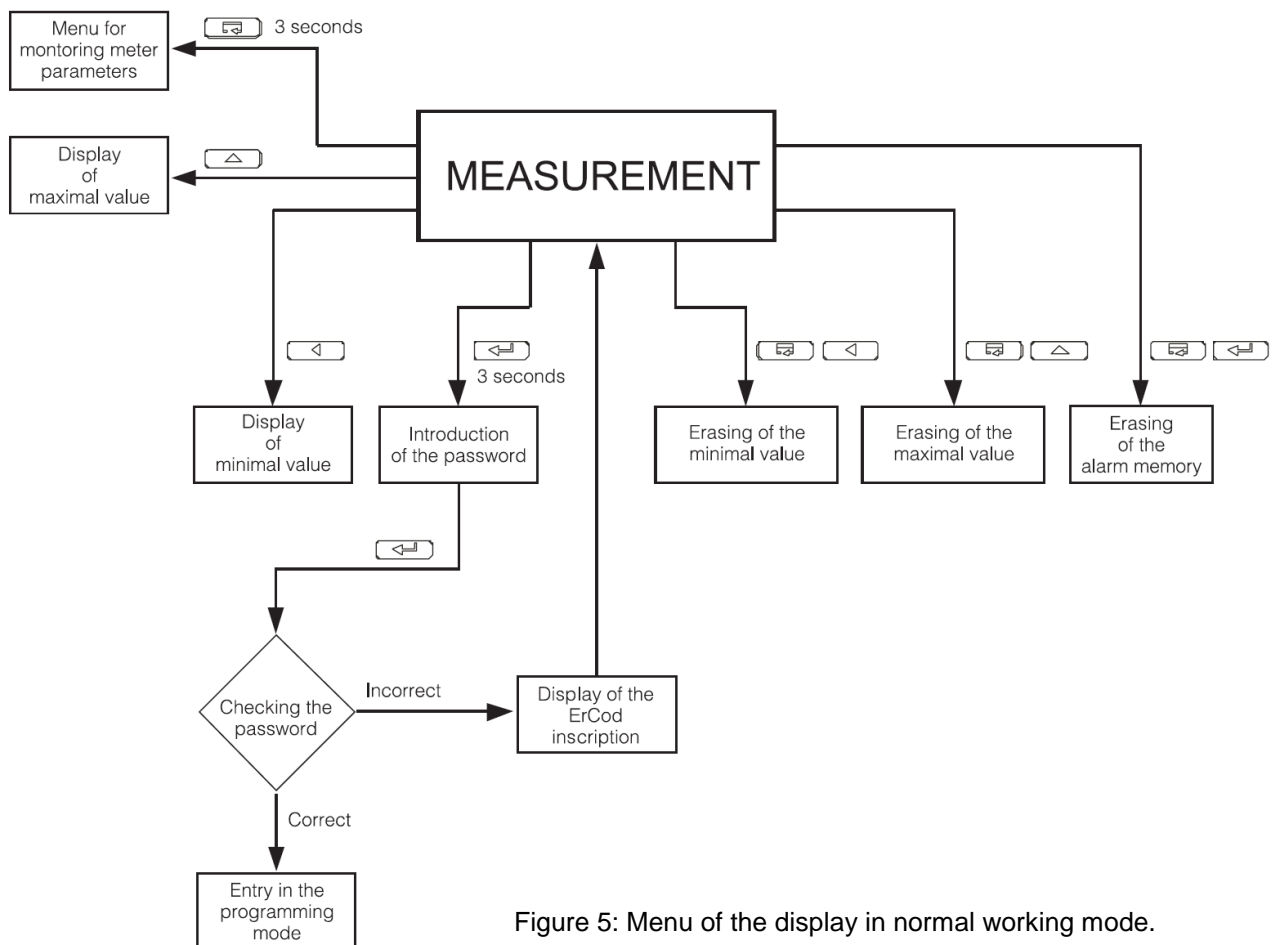 Menu for
montoring meter
parameters
3 seconds
Display
of
maximal value
MEASUREMENT
3 seconds
Display
of
minimal value
Introduction
of the password
Erasing of the
minimal value
Erasing of the
maximal value
Erasing
of the
alarm memory
Checking the
password
Incorrect
Display of the
ErCod
inscription
Correct
Entry in the
programming
mode
Figure 5: Menu of the display in normal working mode.